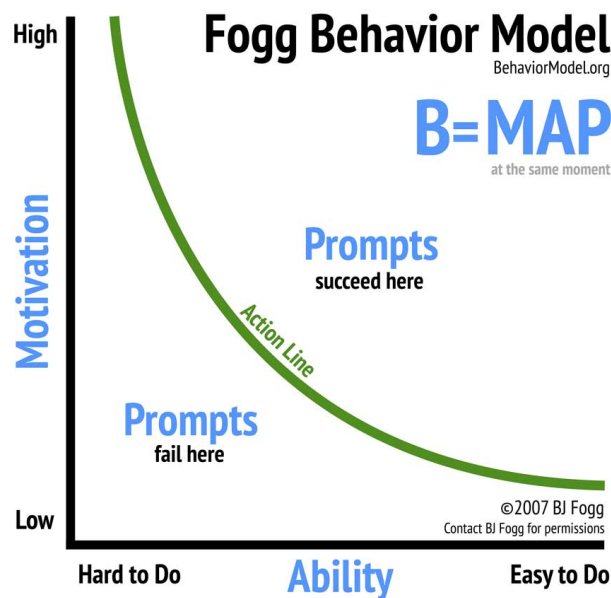 High
Fogg Behavior Model
BehaviorModel.org
B=MAP
at the same moment
Motivation
Prompts
succeed here
Action Line
Prompts
fail here
©2007 BJ Fogg
Contact BJ Fogg for permissions
Low
Hard to Do
Ability
Easy to Do